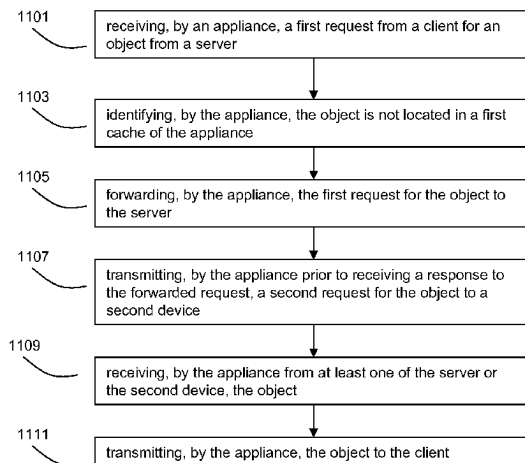 1101
receiving, by an appliance, a first request from a client for an
object from a server
1103
identifying, by the appliance, the object is not located in a first
cache of the appliance
1105
forwarding, by the appliance, the first request for the object to
the server
1107
transmitting, by the appliance prior to receiving a response to
the forwarded request, a second request for the object to a
second device
1109
receiving, by the appliance from at least one of the server or
the second device, the object
1111
transmitting, by the appliance, the object to the client